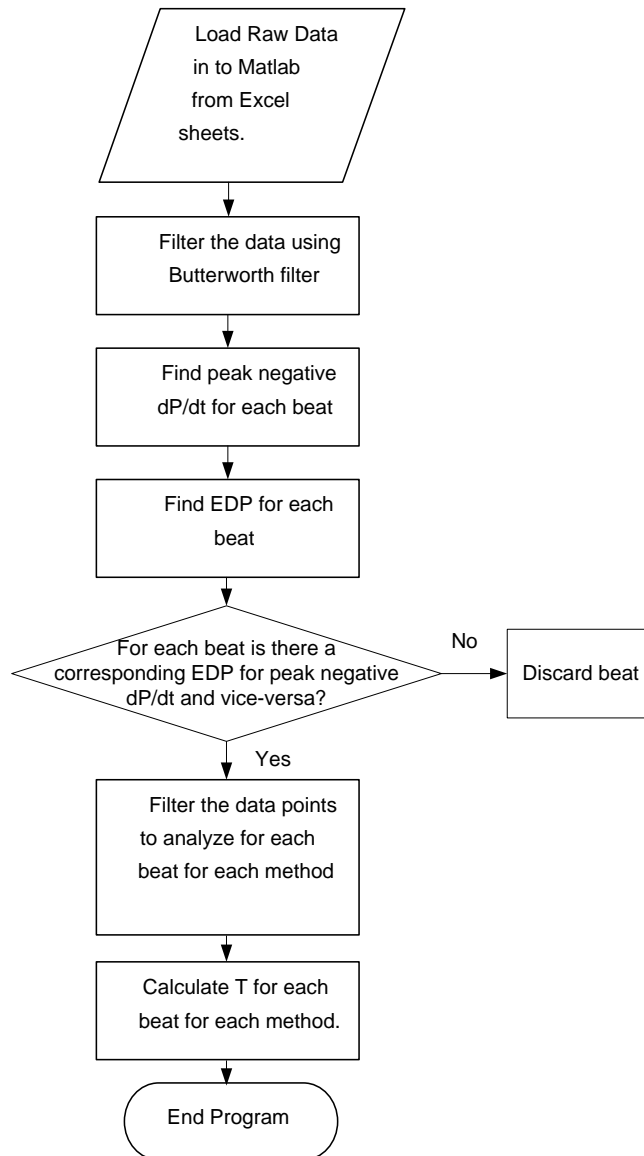 Load Raw Data
in to Matlab
from Excel
sheets.
Filter the data using
Butterworth filter
Find peak negative
dP/dt for each beat
Find EDP for each
beat
For each beat is there a
corresponding EDP for peak negative
dP/dt and vice-versa?
No
Discard beat
Yes
Filter the data points
to analyze for each
beat for each method
Calculate T for each
beat for each method.
End Program